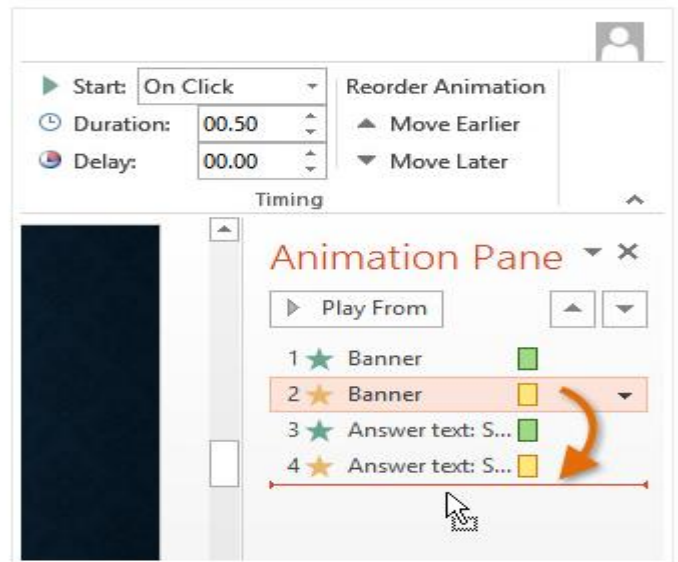 Start: On Click
Reorder Animation
Duration: 00.50
Move Earlier
Delay: 00.00
Move Later
Timing
Animation Pane
Play From
1 Banner
2 Banner
3 Answer text: S...
4 Answer text: S...